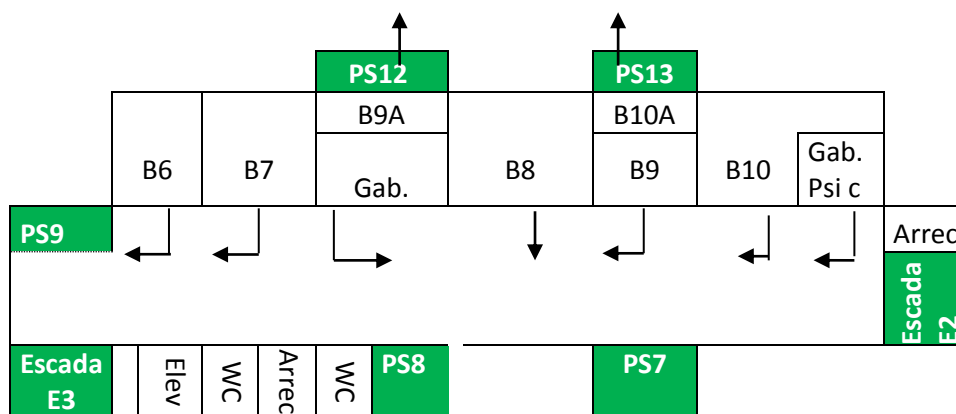 PS12
PS13
B9A
B10A
B6
B7
Gab.
B8
B9
B10
Gab.
Psi c
PS9
Arrec
Escada
E2
Escada
E3
Elev
WC
Arrec
WC
PS8
PS7